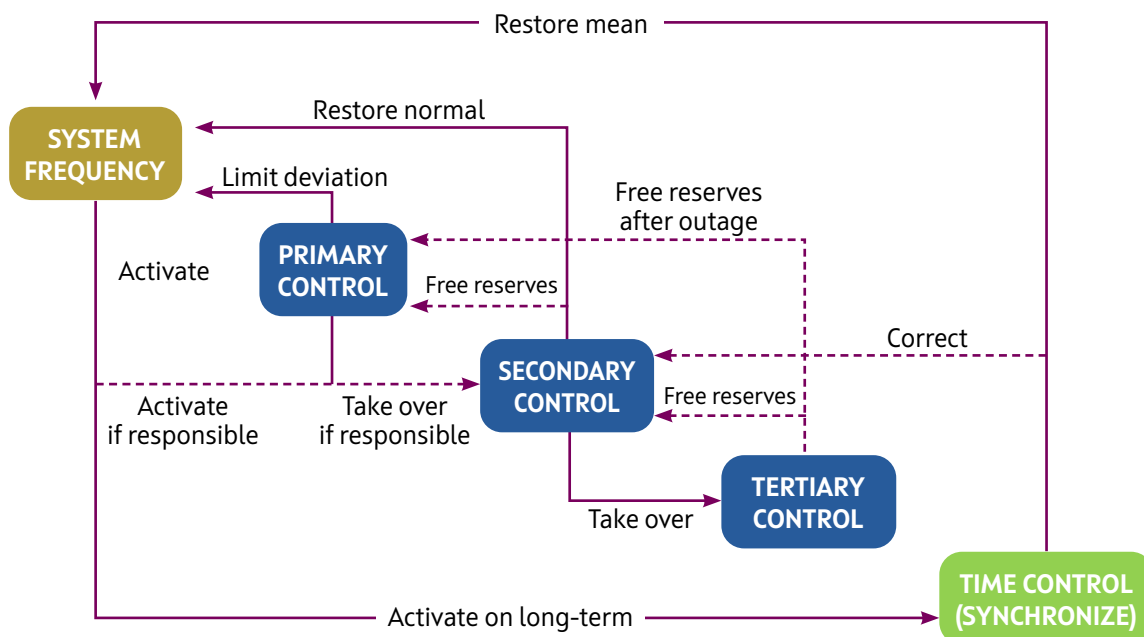 Restore mean
Restore normal
SYSTEM
FREQUENCY
Limit deviation
Free reserves
after outage
PRIMARY
CONTROL
Activate
Free reserves
Correct
SECONDARY
CONTROL
Free reserves
Activate
if responsible
Take over
if responsible
TERTIARY
CONTROL
Take over
TIME CONTROL
(SYNCHRONIZE)
Activate on long-term